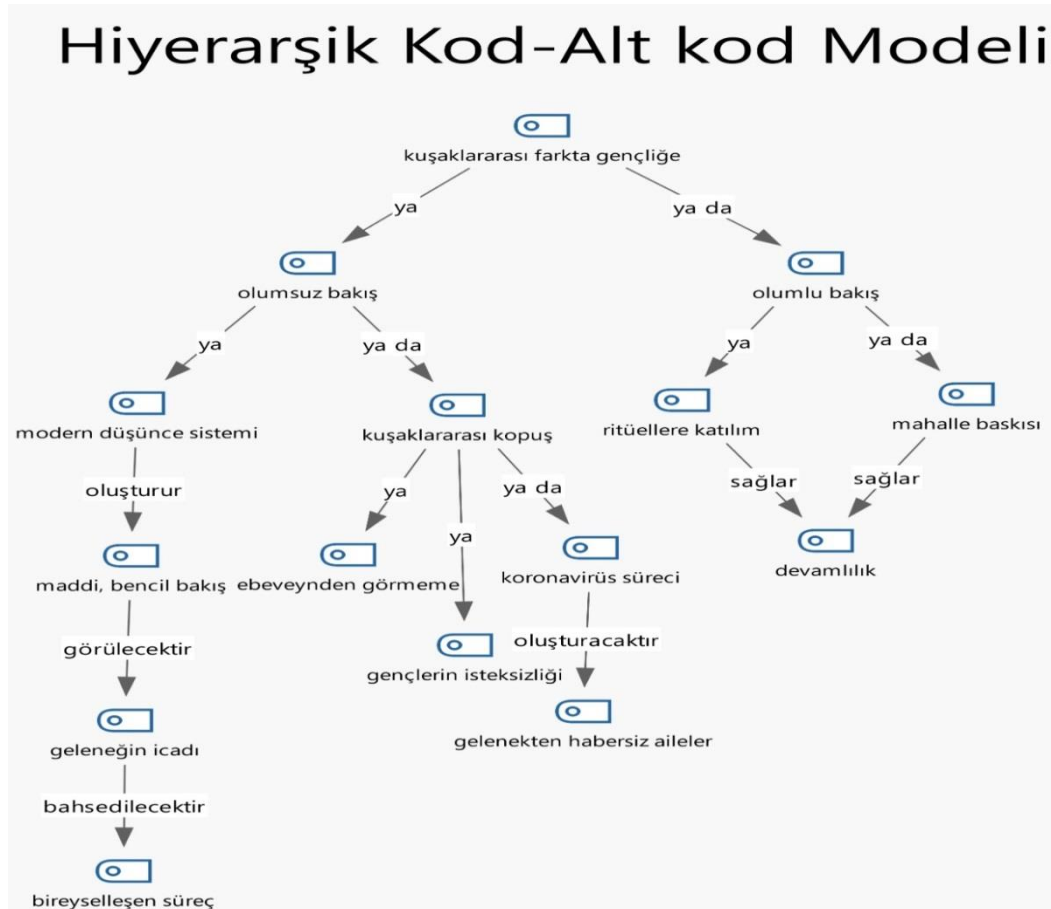 Hiyerarşik Kod-Alt kod Modeli
kuşaklararası farkta gençliğe
ya
ya da
olumsuz bakış
olumlu bakış
ya
ya da
ya
ya da
modern düşünce sistemi
kuşaklararası kopuş
ritüellere katılım
mahalle baskısı
oluşturur
ya
ya
ya da
sağlar
sağlar
maddi, bencil bakış
ebeveynden görmeme
koronavirüs süreci
devamlılık
görülecektir
gençlerin isteksizliği
oluşturacaktır
geleneğin icadı
gelenekten habersiz aileler
bahsedilecektir
bireyselleşen süreç